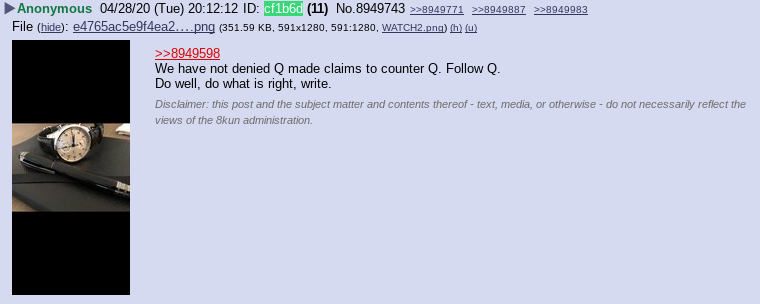 ▶Anonymous 04/28/20 (Tue) 20:12:12 ID: cf1b6d (11) No.8949743 >>8949771 >>8949887 >>8949983
File (hide): e4765ac5e9f4ea2….png (351.59 KB, 591x1280, 591:1280, WATCH2.png) (h) (u)
>>8949598
We have not denied Q made claims to counter Q. Follow Q.
Do well, do what is right, write.
Disclaimer: this post and the subject matter and contents thereof - text, media, or otherwise - do not necessarily reflect the
views of the 8kun administration.